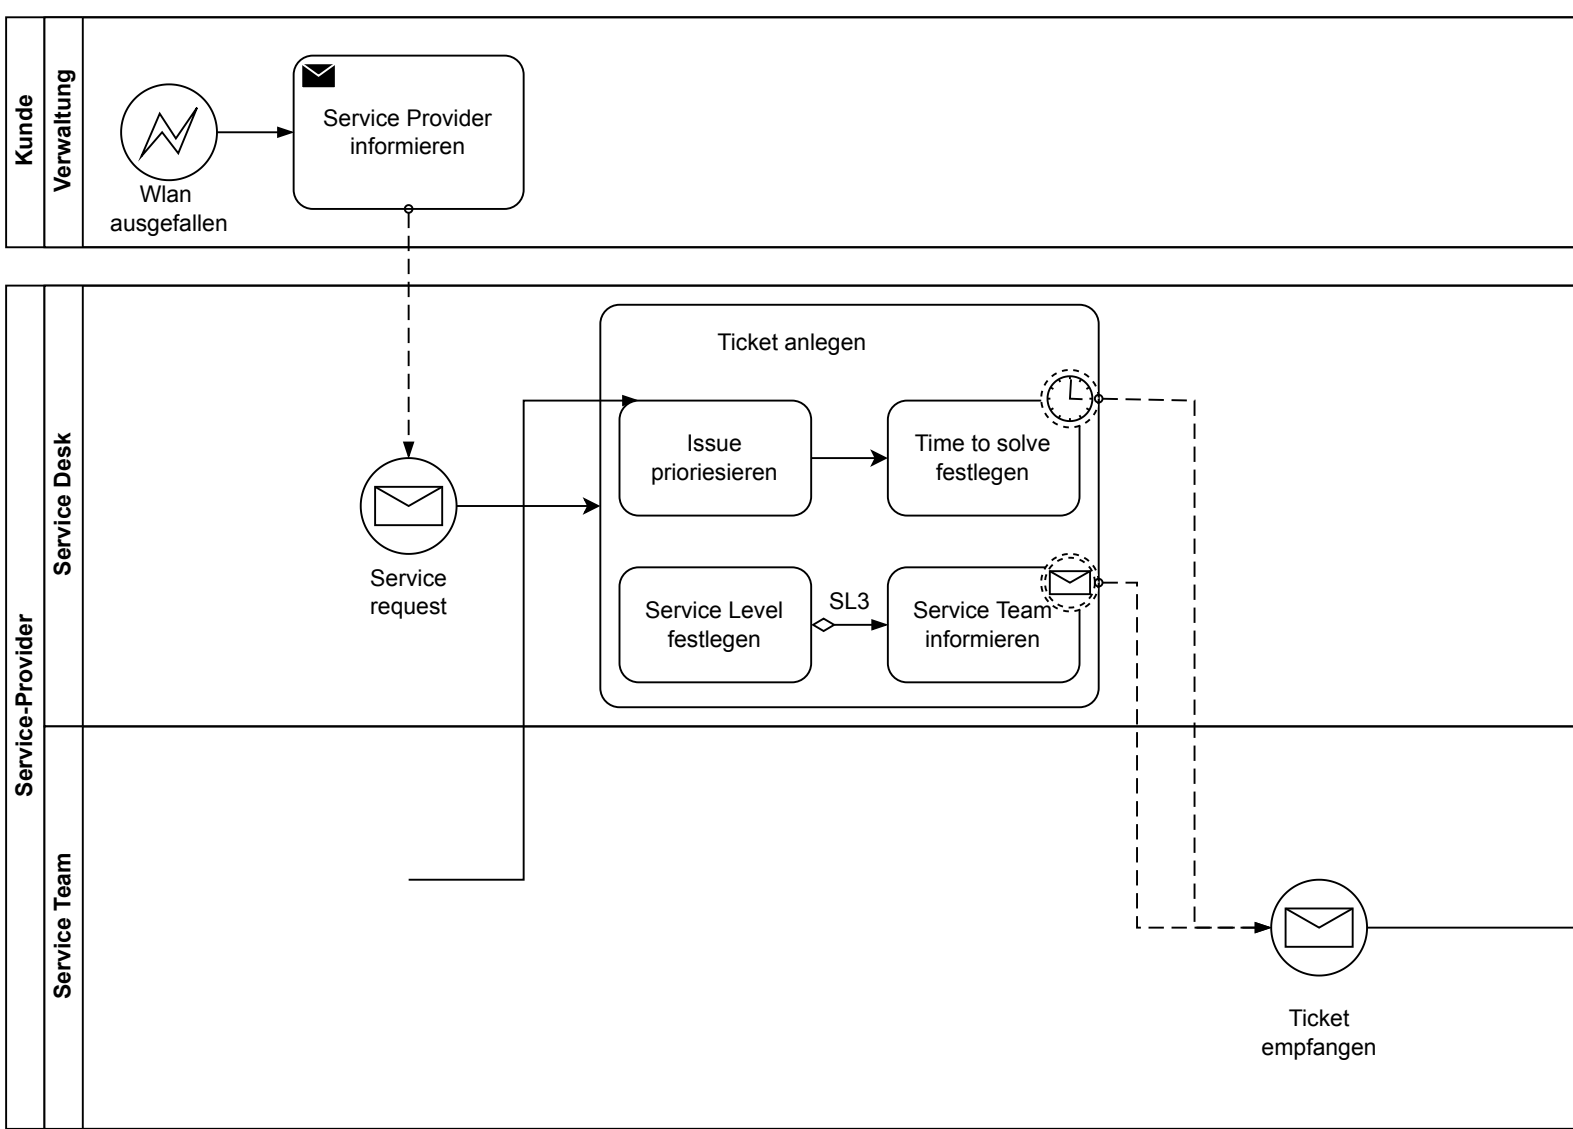 Kunde
Verwaltung
Wlan
ausgefallen
Service Provider
informieren
Service-Provider
Service Desk
Service
request
Ticket anlegen
Issue
prioriesieren
Time to solve
festlegen
Service Level
festlegen
SL3
Service Team
informieren
Service Team
Ticket
empfangen